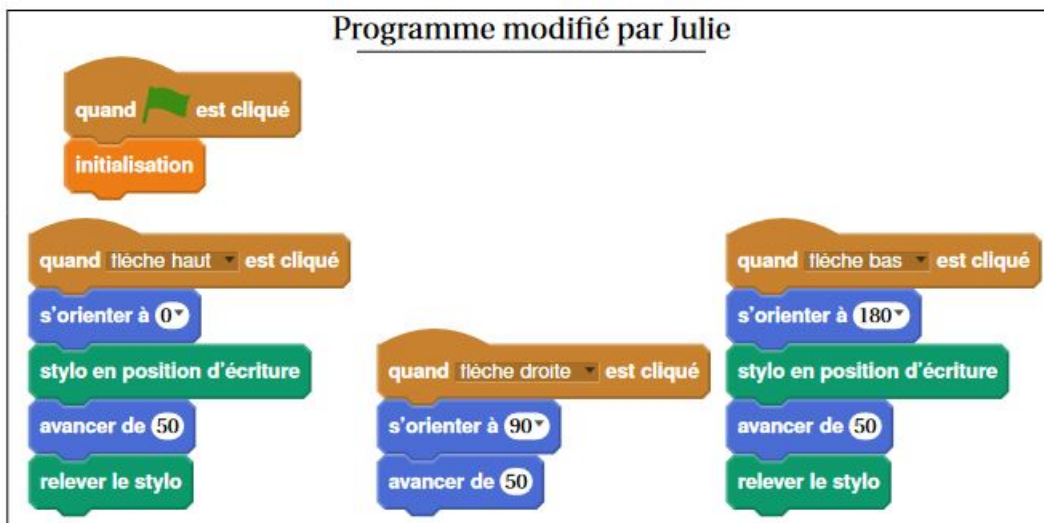 Programme modifié par Julie
quand est cliqué
initialisation
quand flèche haut est cliqué
s'orienter à 0
stylo en position d'écriture
avancer de 50
relever le stylo
quand flèche droite est cliqué
s'orienter à 90
avancer de 50
quand flèche bas est cliqué
s'orienter à 180
stylo en position d'écriture
avancer de 50
relever le stylo